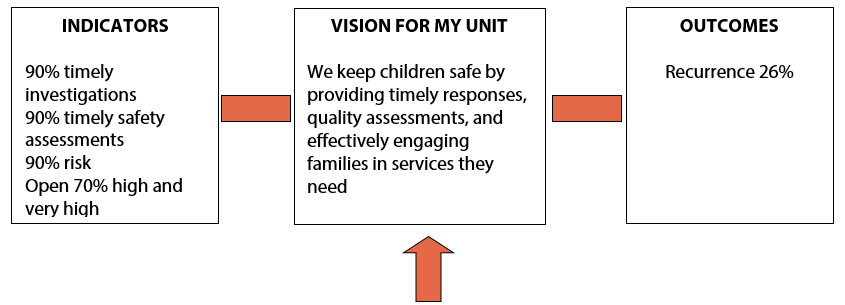 INDICATORS
90% timely
investigations
90% timely safety
assessments
90% risk
Open 70% high and
very high
VISION FOR MY UNIT
We keep children safe by
providing timely responses,
quality assessments, and
effectively engaging
families in services they
need
OUTCOMES
Recurrence 26%